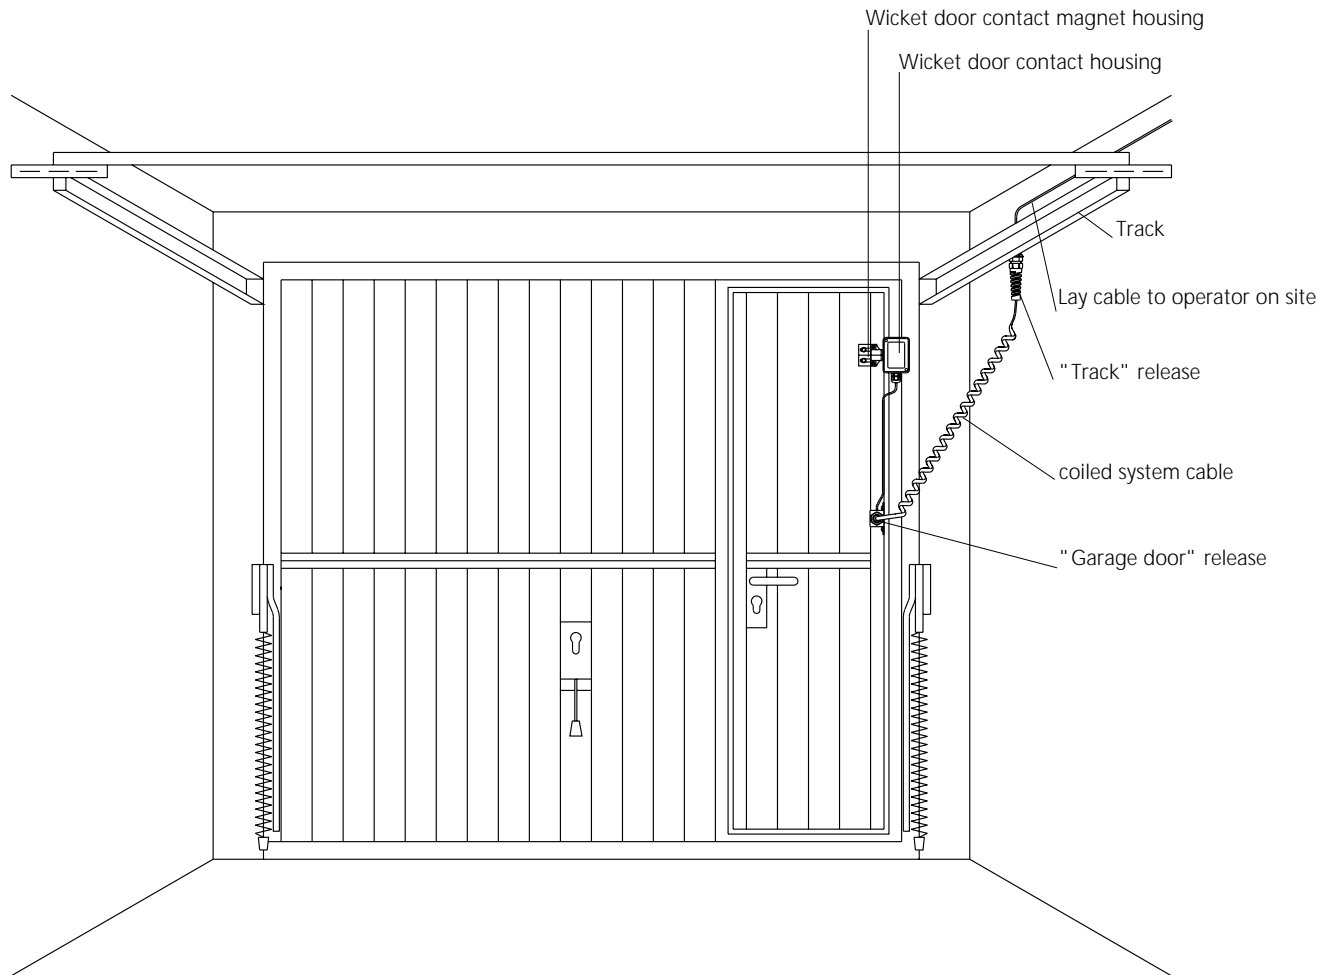 Wicket door contact magnet housing
Wicket door contact housing
Track
Lay cable to operator on site
"Track" release
coiled system cable
"Garage door" release